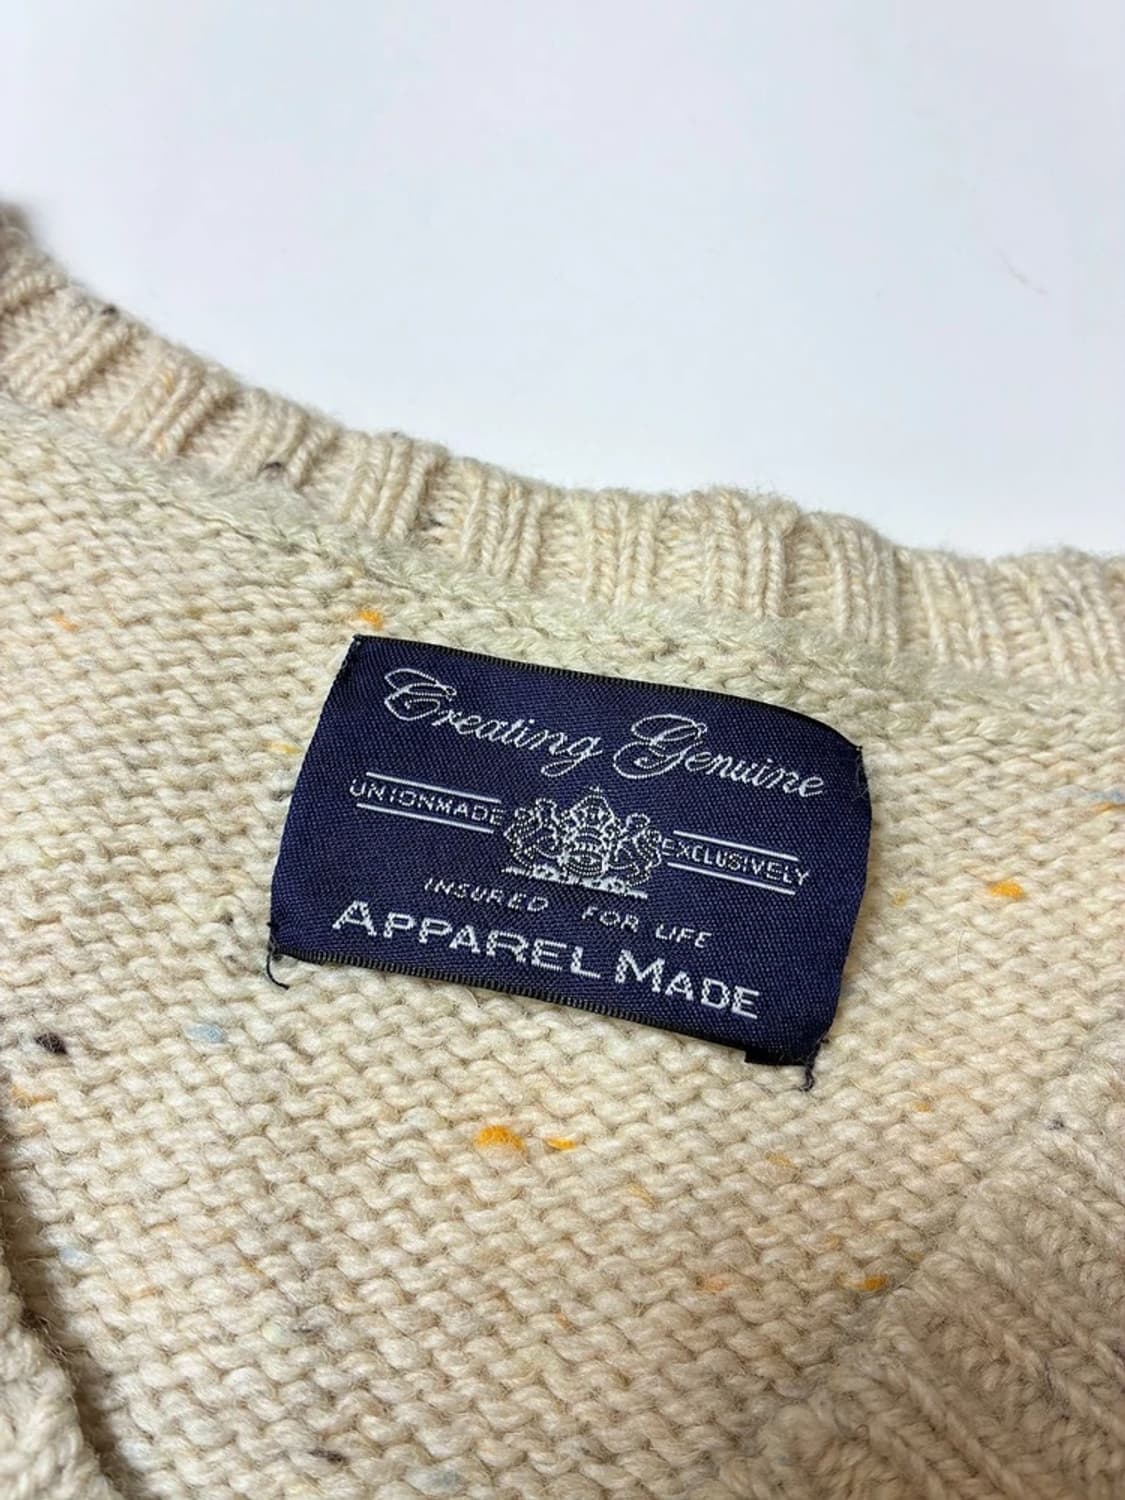 Creating Genuine
UNIONMADE EXCLUSIVELY
INSURED FOR LIFE
APPAREL MADE